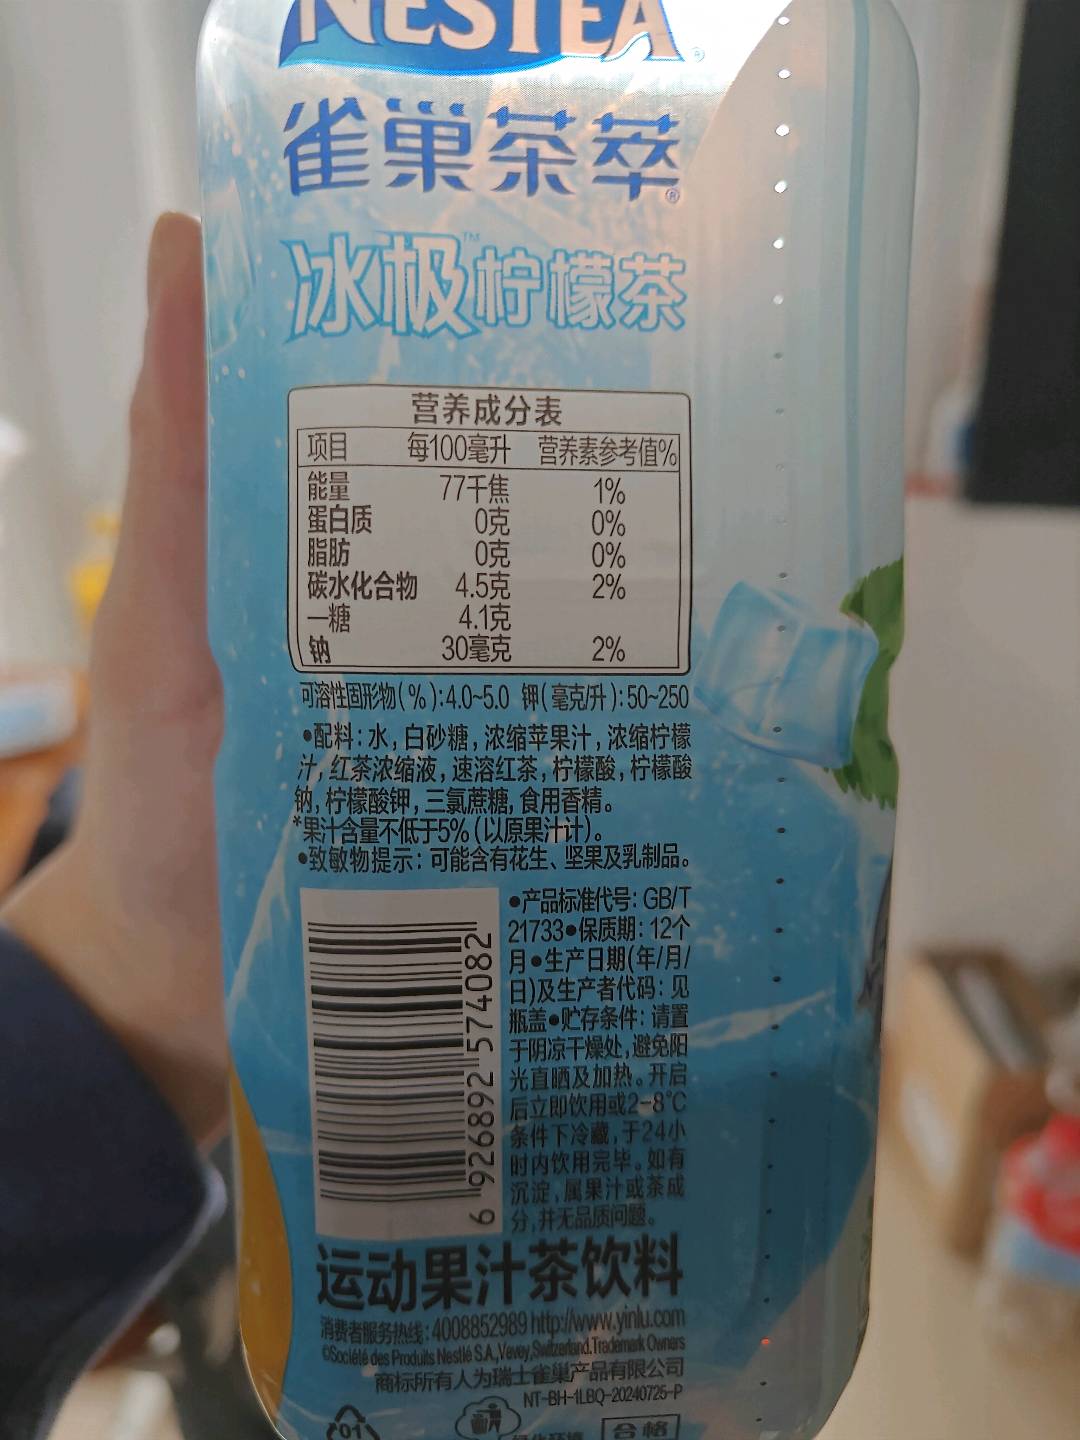 NESTEA®
雀巢茶萃®
冰极™柠檬茶
营养成分表
项目 每100毫升 营养素参考值%
能量 77千焦 1%
蛋白质 0克 0%
脂肪 0克 0%
碳水化合物 4.5克 2%
—糖 4.1克
钠 30毫克 2%
可溶性固形物(%):4.0~5.0 钾(毫克/升):50~250
•配料:水,白砂糖,浓缩苹果汁,浓缩柠檬
汁,红茶浓缩液,速溶红茶,柠檬酸,柠檬酸
钠,柠檬酸钾,三氯蔗糖,食用香精。
*果汁含量不低于5%(以原果汁计)。
•致敏物提示:可能含有花生、坚果及乳制品。
•产品标准代号:GB/T
21733•保质期:12个
月•生产日期(年/月/
日)及生产者代码:见
瓶盖•贮存条件:请置
于阴凉干燥处,避免阳
光直晒及加热。开启
后立即饮用或2-8℃
条件下冷藏,于24小
时内饮用完毕。如有
沉淀,属果汁或茶成
分,并无品质问题。
6 926892 574082
运动果汁茶饮料
消费者服务热线:4008852989 http://www.yinlu.com
©Société des Produits Nestlé S.A.,Vevey,Switzerland.Trademark Owners
商标所有人为瑞士雀巢产品有限公司
NT-BH-1LBQ-20240725-P
01
合格